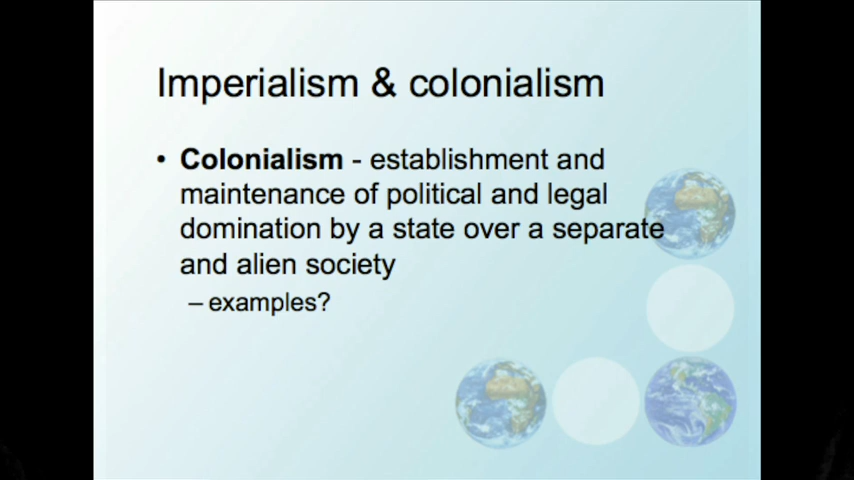 Imperialism & colonialism
• Colonialism - establishment and
maintenance of political and legal
domination by a state over a separate
and alien society
– examples?